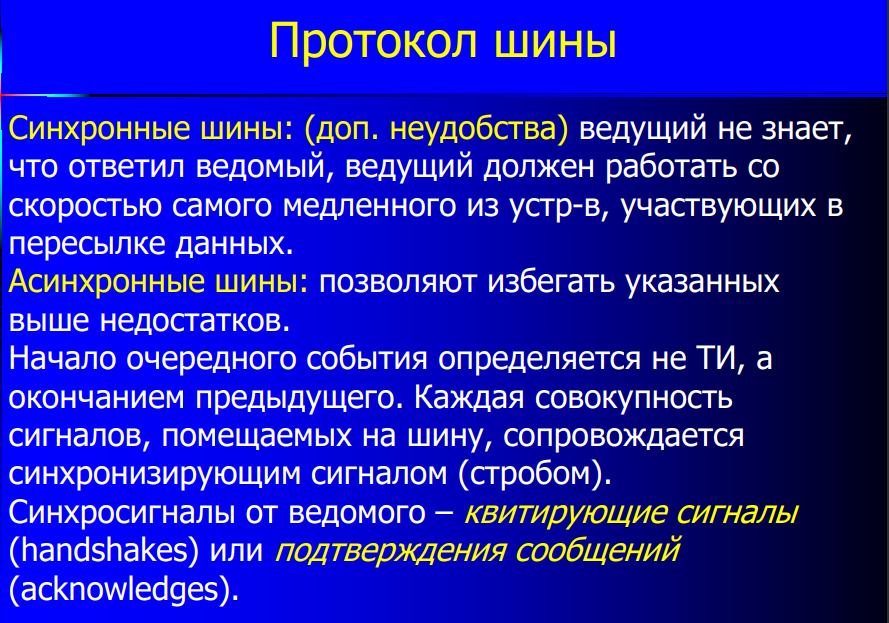 Протокол шины
Синхронные шины: (доп. неудобства) ведущий не знает,
что ответил ведомый, ведущий должен работать со
скоростью самого медленного из устр-в, участвующих в
пересылке данных.
Асинхронные шины: позволяют избегать указанных
выше недостатков.
Начало очередного события определяется не ТИ, а
окончанием предыдущего. Каждая совокупность
сигналов, помещаемых на шину, сопровождается
синхронизирующим сигналом (стробом).
Синхросигналы от ведомого – квитирующие сигналы
(handshakes) или подтверждения сообщений
(acknowledges).